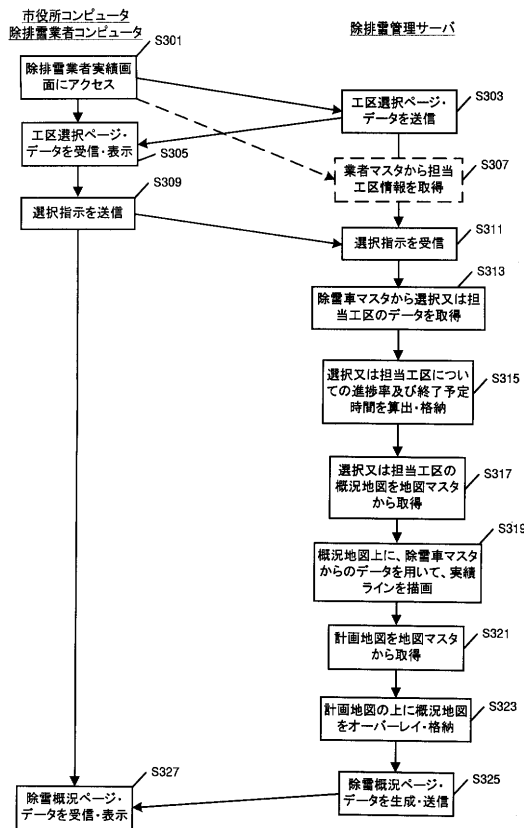 市役所コンピュータ
除排雪業者コンピュータ
除排雪管理サーバ
S301
除排雪業者実績画
面にアクセス
S303
工区選択ページ・
データを送信
工区選択ページ・
データを受信・表示
S305
S307
業者マスタから担当
工区情報を取得
S309
選択指示を送信
S311
選択指示を受信
S313
除雪車マスタから選択又は担
当工区のデータを取得
S315
選択又は担当工区につい
ての進捗率及び終了予定
時間を算出・格納
S317
選択又は担当工区の
概況地図を地図マスタ
から取得
S319
概況地図上に、除雪車マスタ
からのデータを用いて、実績
ラインを描画
S321
計画地図を地図マスタ
から取得
S323
計画地図の上に概況地図
をオーバーレイ・格納
S325
除雪概況ページ・
データを生成・送信
S327
除雪概況ページ・
データを受信・表示